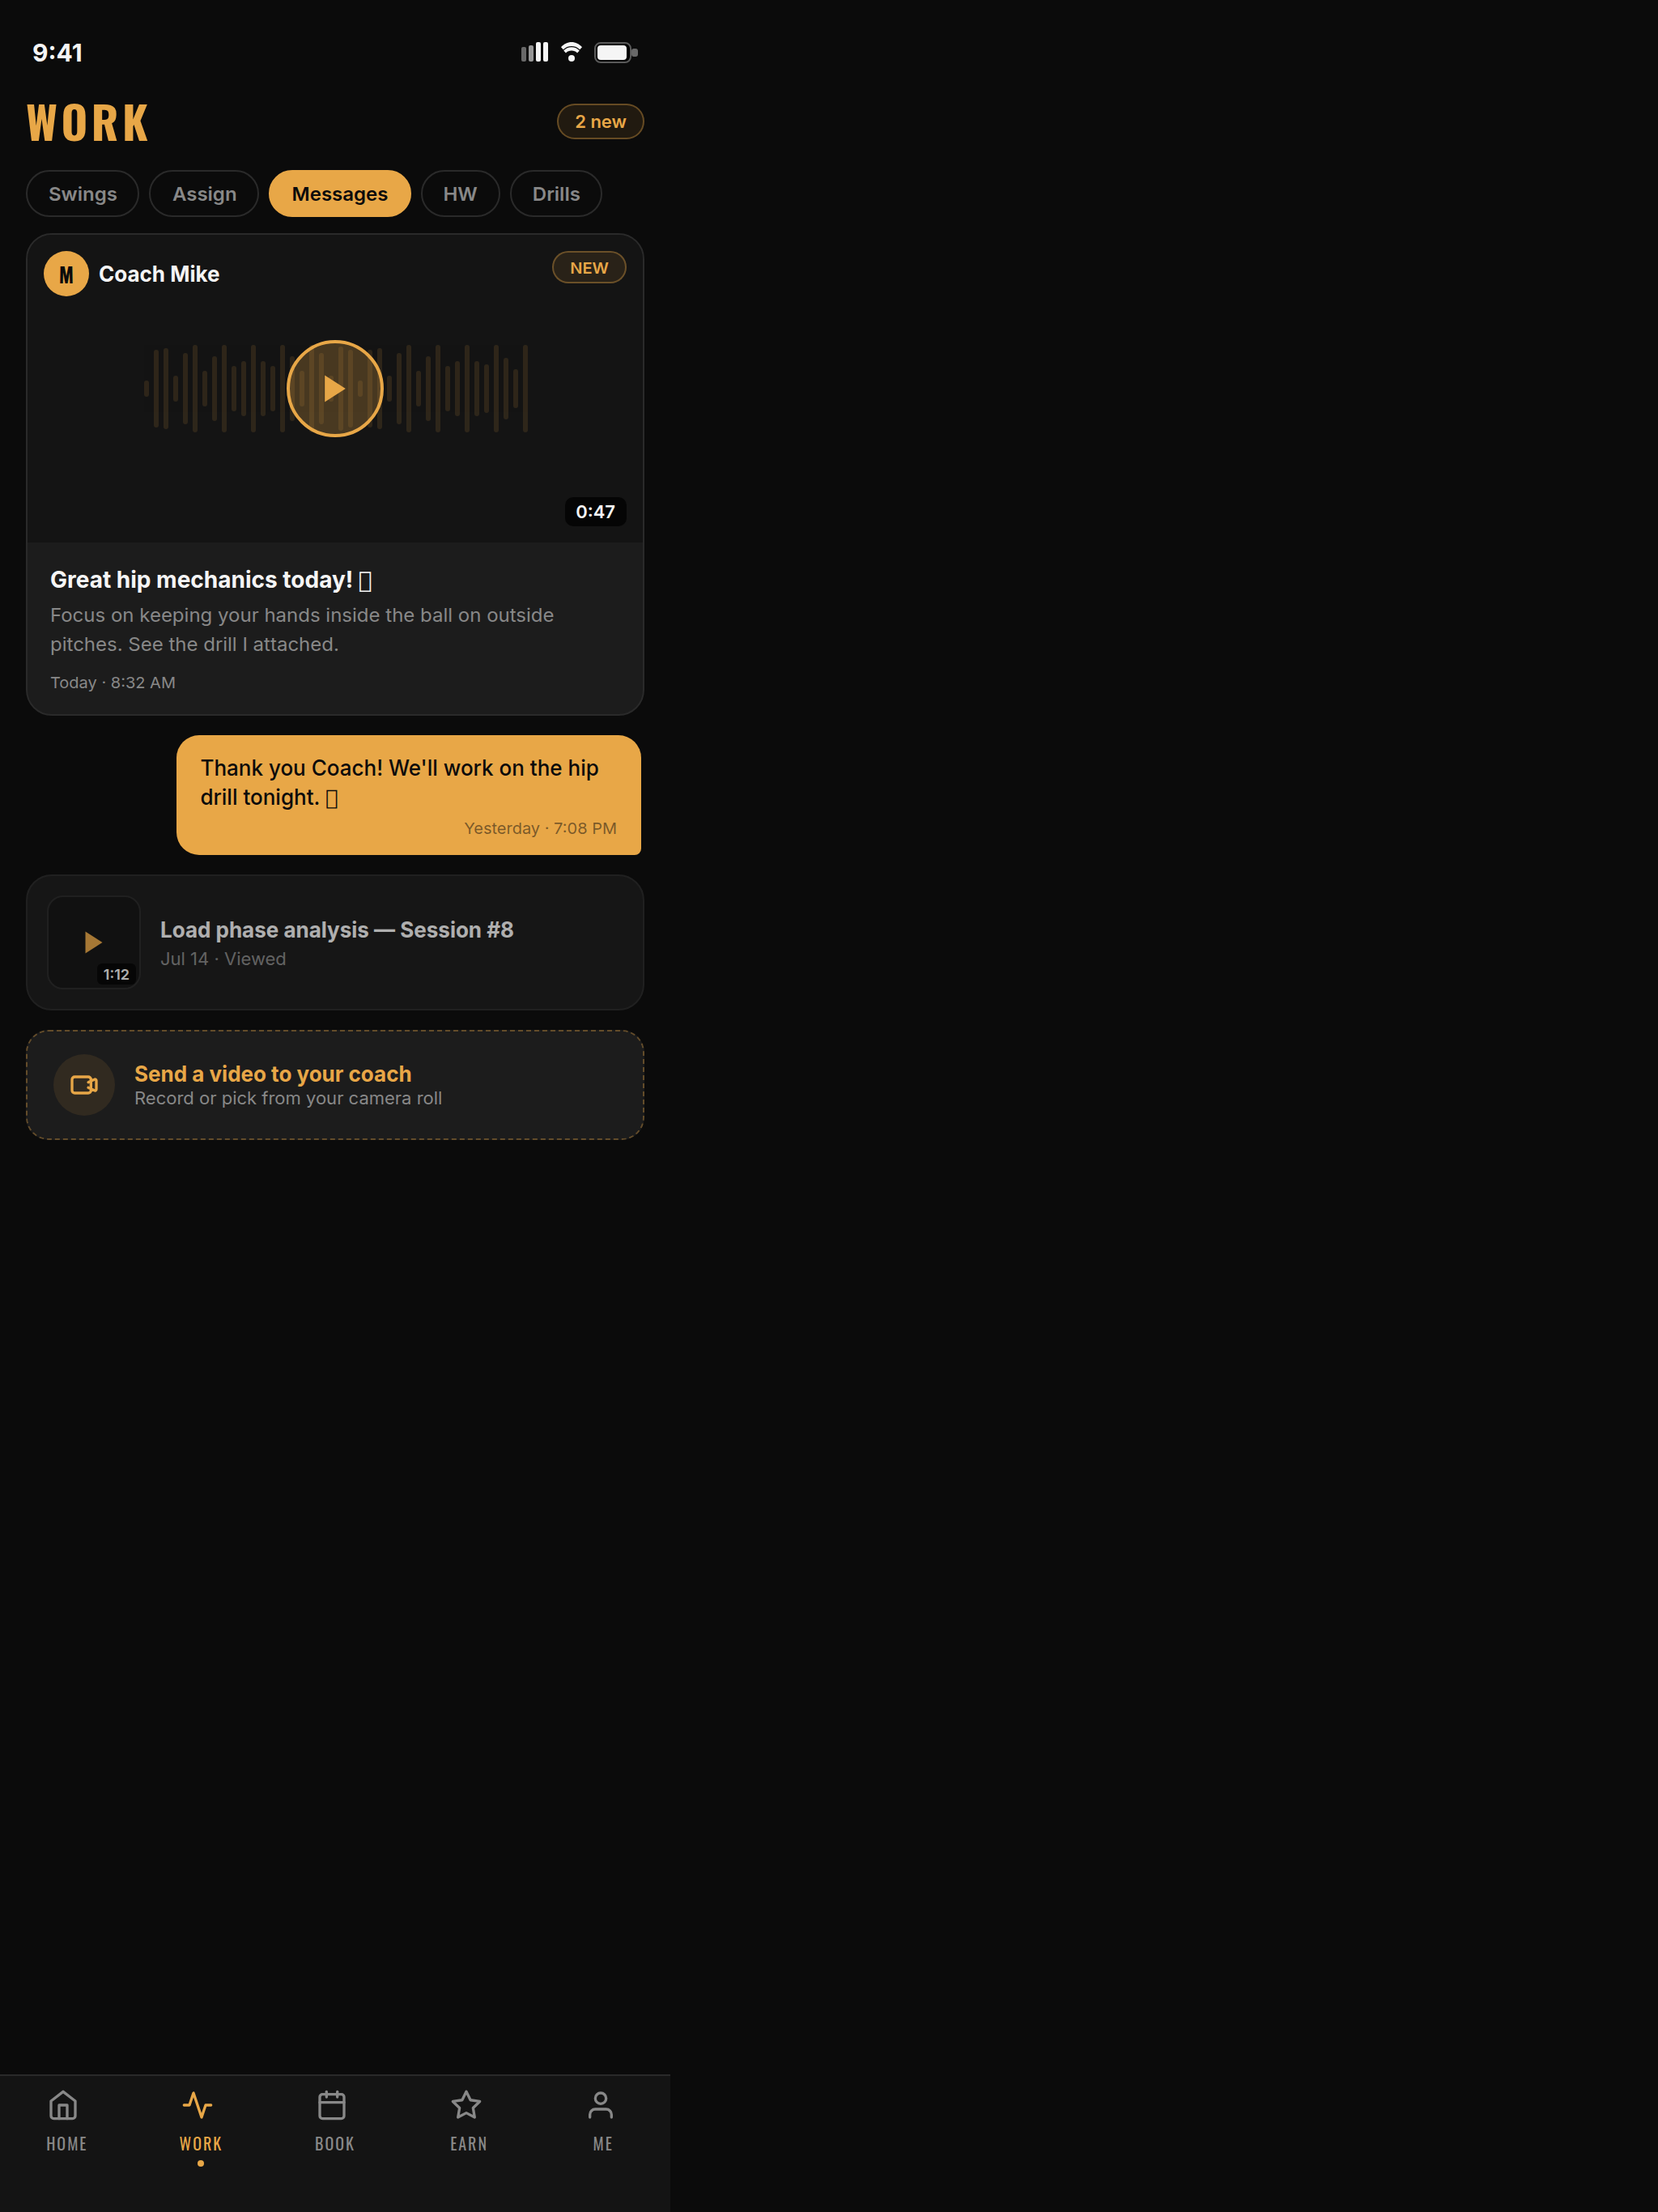 9:41
WORK
2 new
Swings
Assign
Messages
HW
Drills
M
Coach Mike
NEW
0:47
Great hip mechanics today!
Focus on keeping your hands inside the ball on outside
pitches. See the drill I attached.
Today · 8:32 AM
Thank you Coach! We'll work on the hip
drill tonight.
Yesterday · 7:08 PM
1:12
Load phase analysis — Session #8
Jul 14 · Viewed
Send a video to your coach
Record or pick from your camera roll
HOME
WORK
BOOK
EARN
ME